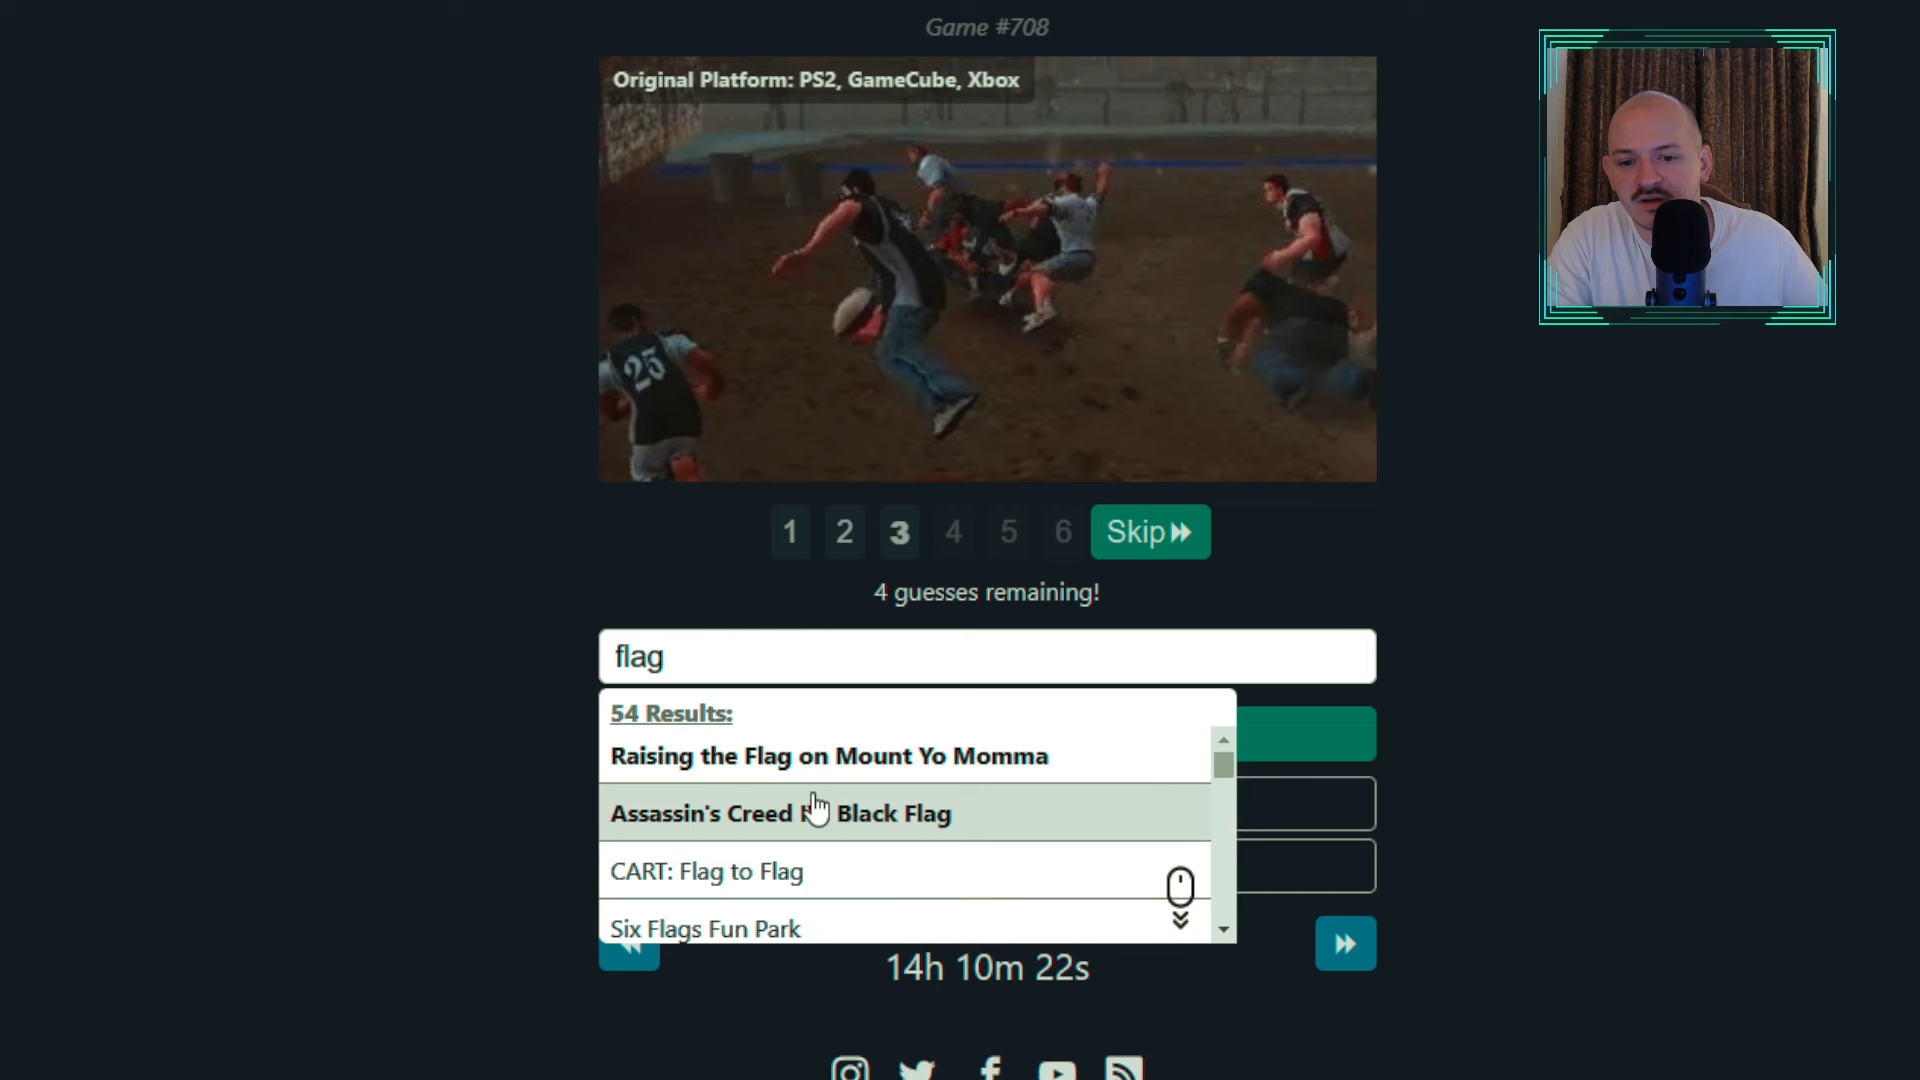 Game #708
Original Platform: PS2, GameCube, Xbox
25
1 2 3 4 5 6 Skip
4 guesses remaining!
flag
54 Results:
Raising the Flag on Mount Yo Momma
Assassin's Creed Black Flag
CART: Flag to Flag
Six Flags Fun Park
14h 10m 22s